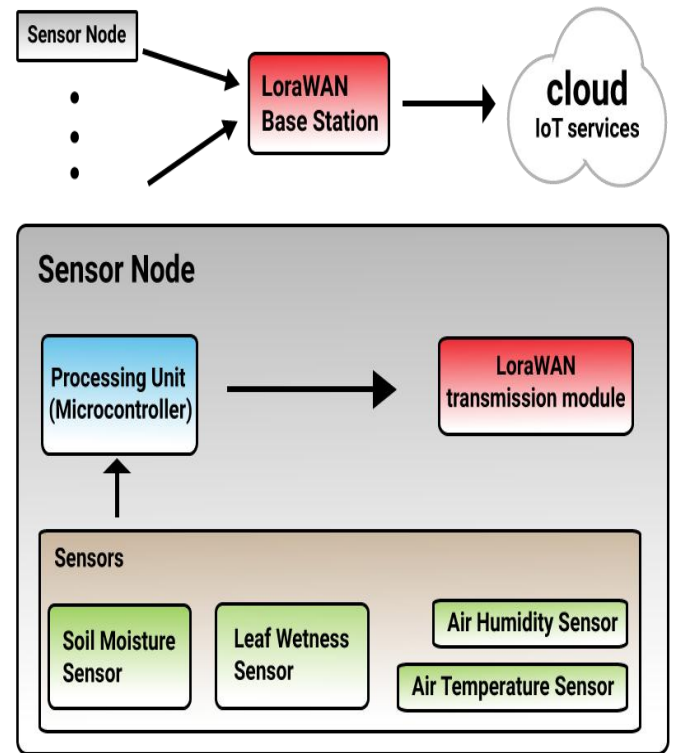 Sensor Node
LoraWAN
Base Station
cloud
IoT services
Sensor Node
Processing Unit
(Microcontroller)
LoraWAN
transmission module
Sensors
Soil Moisture
Sensor
Leaf Wetness
Sensor
Air Humidity Sensor
Air Temperature Sensor